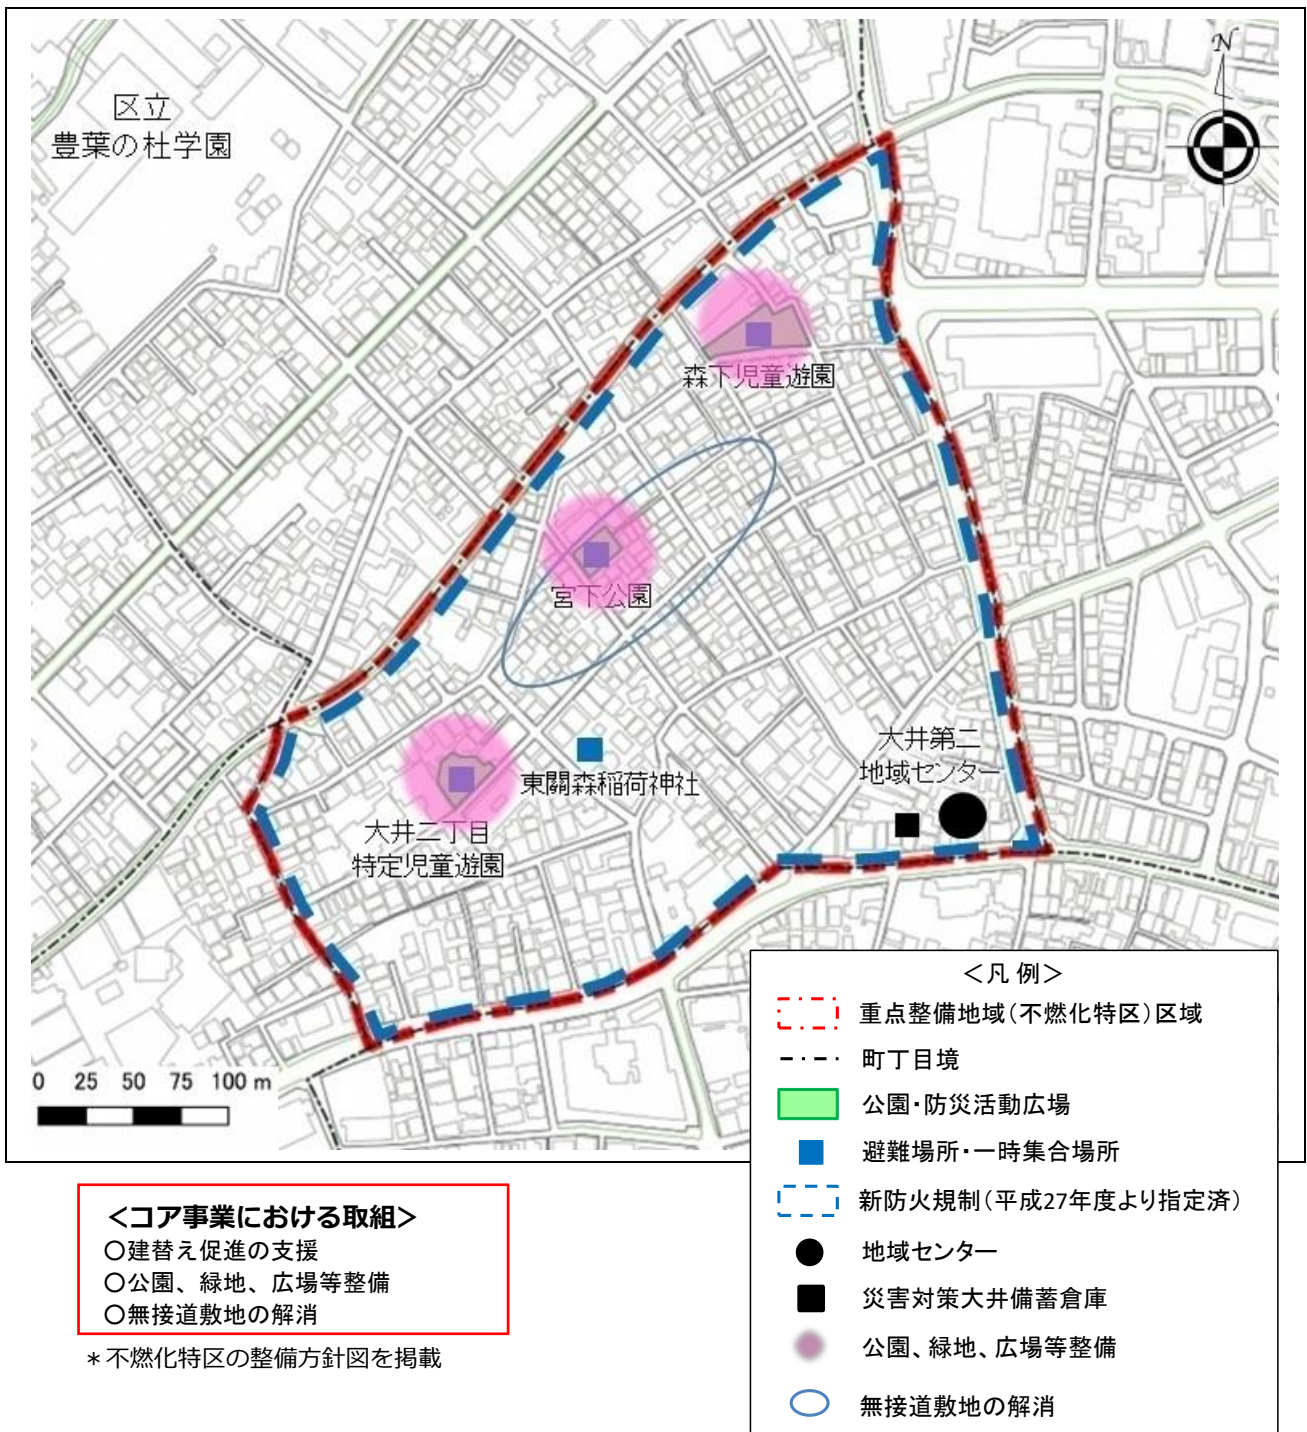 N
区立
豊葉の杜学園
森下児童遊園
宮下公園
大井第二
地域センター
東關森稲荷神社
大井二丁目
特定児童遊園
0 25 50 75 100 m
＜凡 例＞
重点整備地域（不燃化特区）区域
町丁目境
公園・防災活動広場
避難場所・一時集合場所
新防火規制（平成27年度より指定済）
地域センター
災害対策大井備蓄倉庫
公園、緑地、広場等整備
無接道敷地の解消
＜コア事業における取組＞
○建替え促進の支援
○公園、緑地、広場等整備
○無接道敷地の解消
＊不燃化特区の整備方針図を掲載